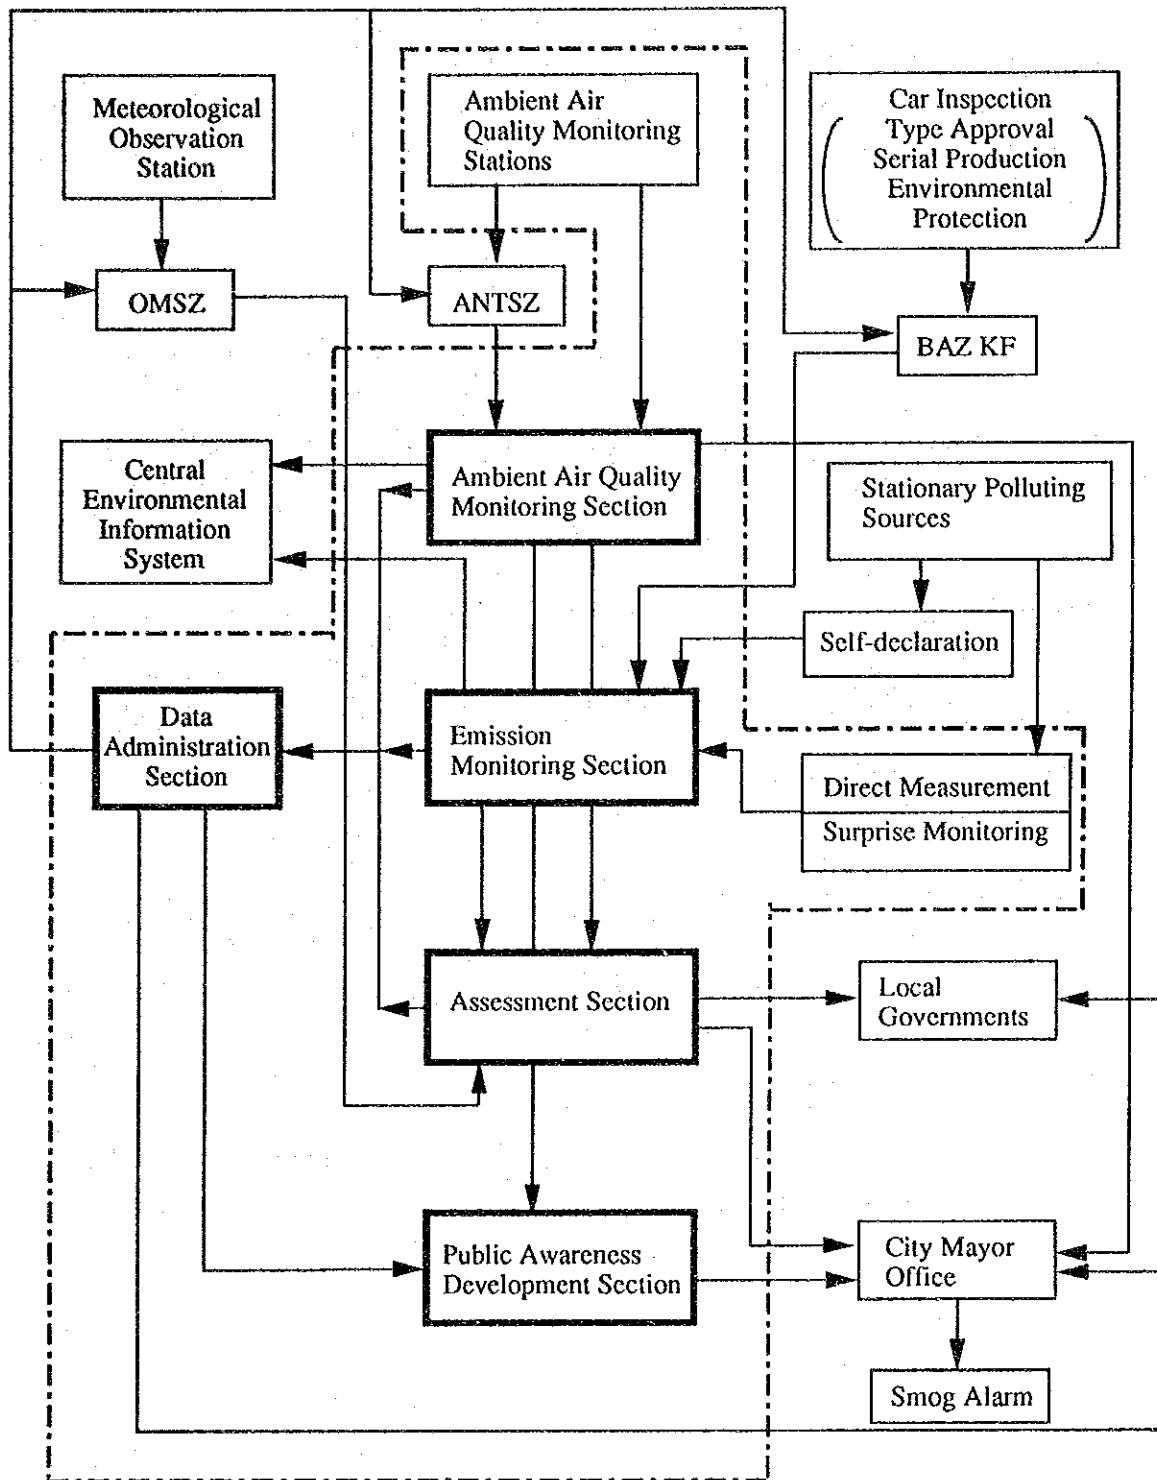 Meteorological
Observation
Station
Ambient Air
Quality Monitoring
Stations
Car Inspection
Type Approval
Serial Production
Environmental
Protection
OMSZ
ANTSZ
BAZ KF
Central
Environmental
Information
System
Ambient Air Quality
Monitoring Section
Stationary Polluting
Sources
Self-declaration
Data
Administration
Section
Emission
Monitoring Section
Direct Measurement
Surprise Monitoring
Assessment Section
Local
Governments
Public Awareness
Development Section
City Mayor
Office
Smog Alarm